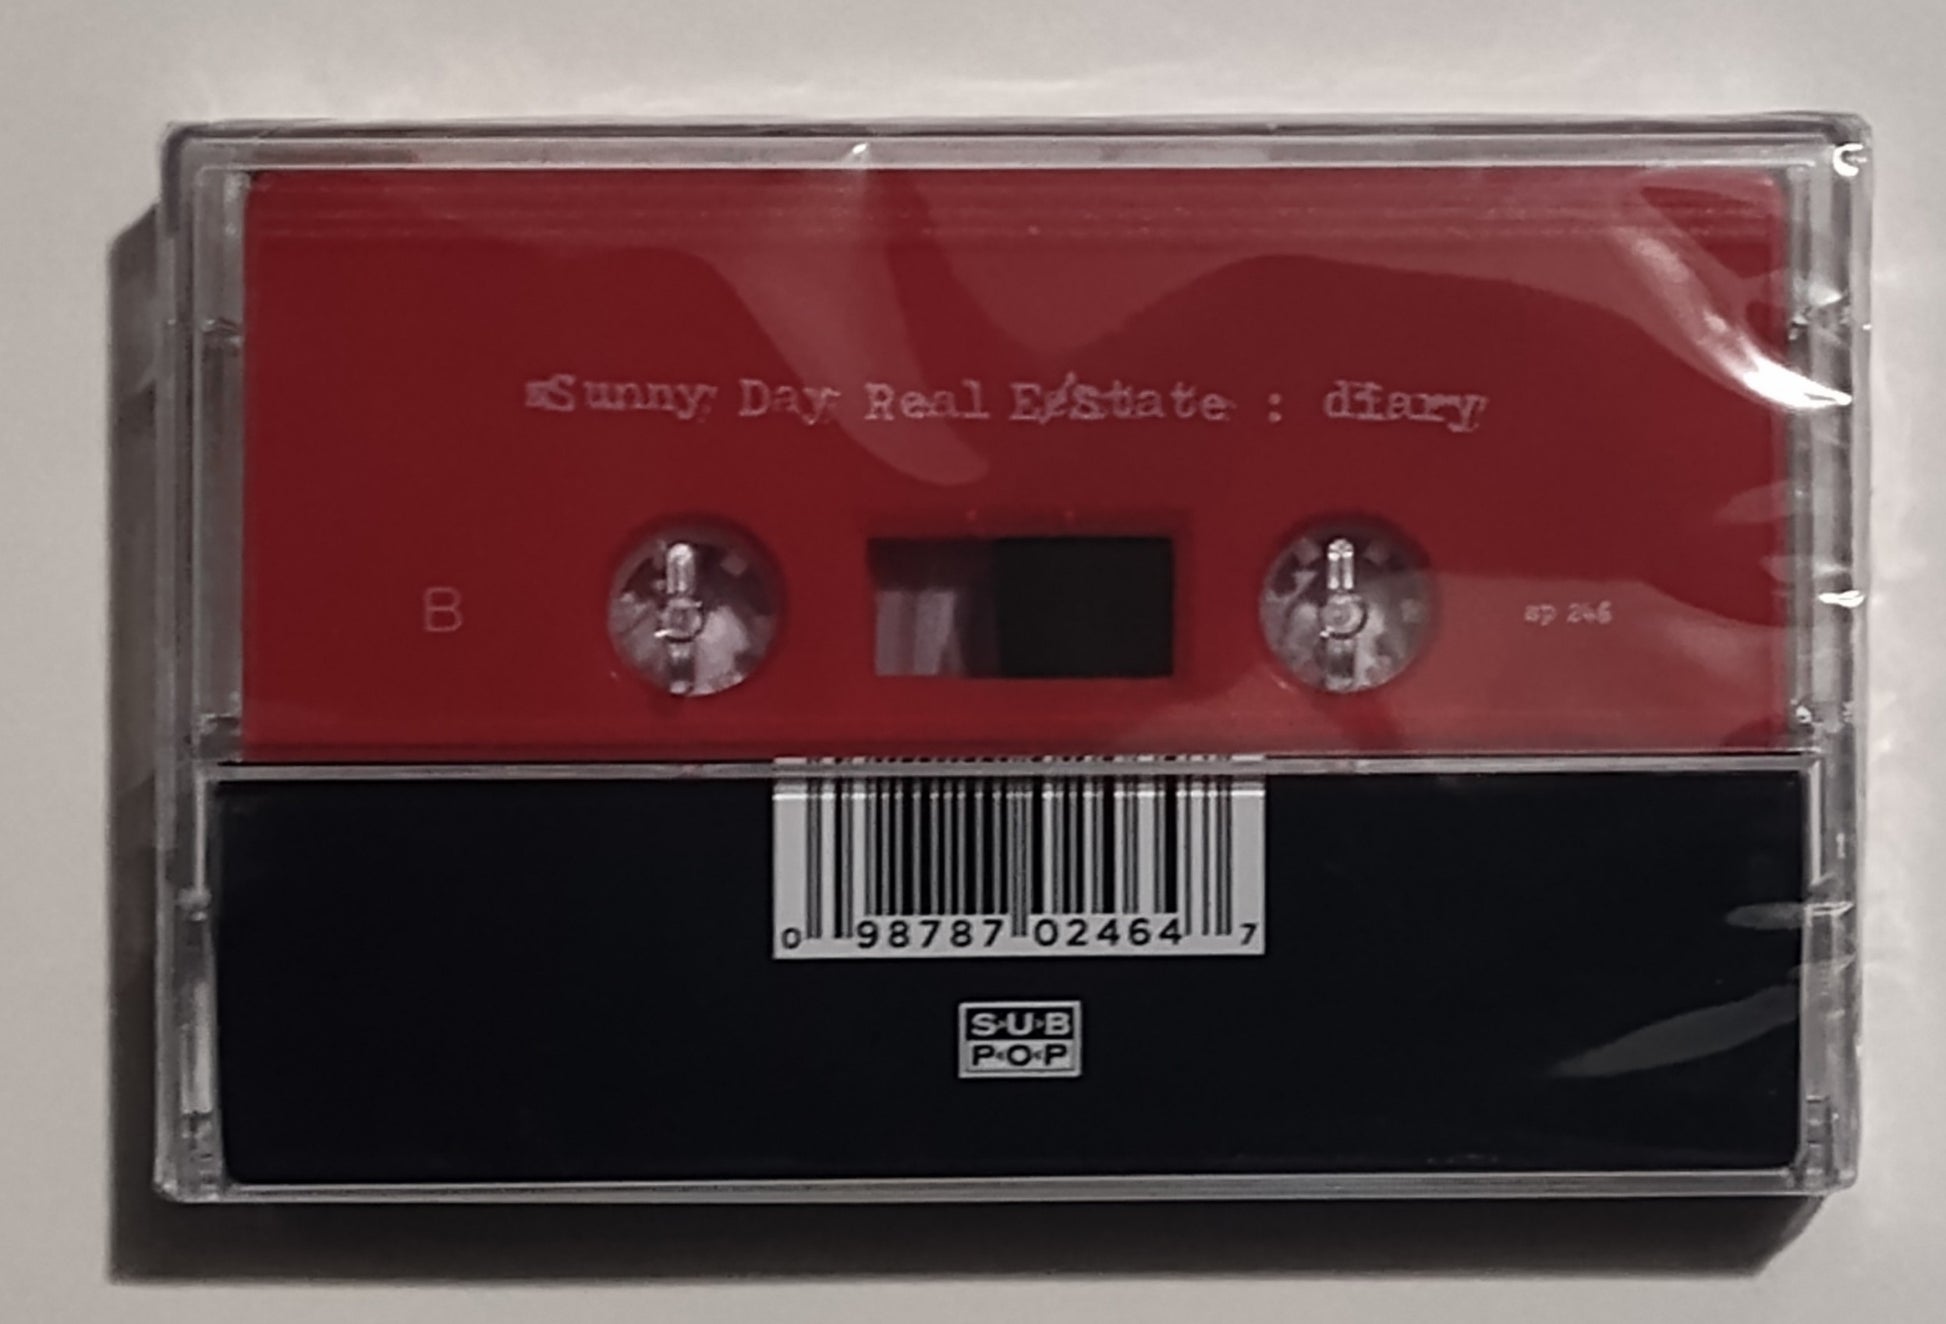 Sunny Day Real Estate : diary
B
sp 246
0 98787 02464 7
SUB
POP